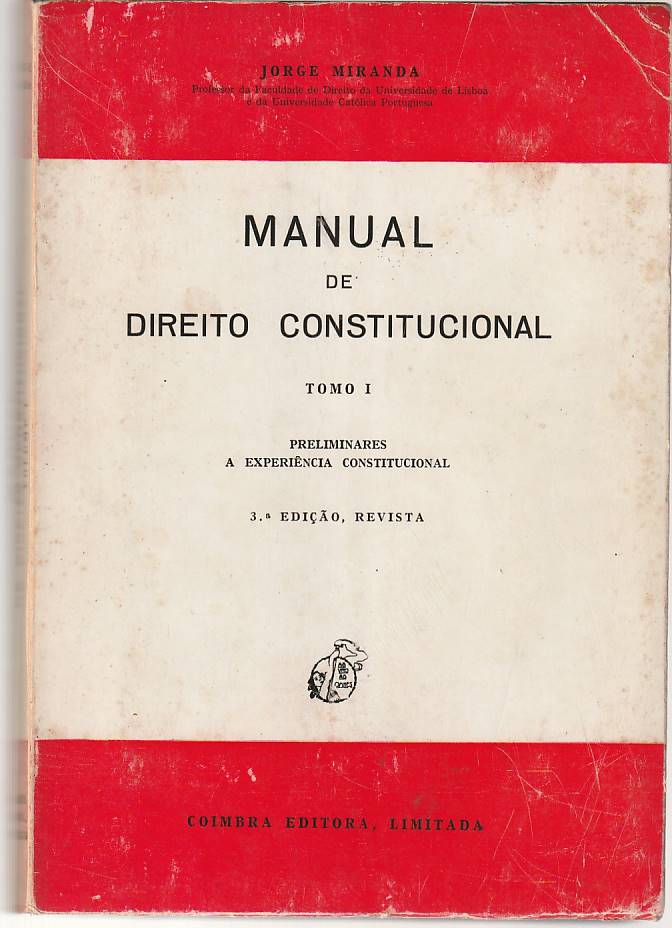 JORGE MIRANDA
Professor da Faculdade de Direito da Universidade de Lisboa
e da Universidade Católica Portuguesa
MANUAL
DE
DIREITO CONSTITUCIONAL
TOMO I
PRELIMINARES
A EXPERIÊNCIA CONSTITUCIONAL
3.ª EDIÇÃO, REVISTA
COIMBRA EDITORA, LIMITADA